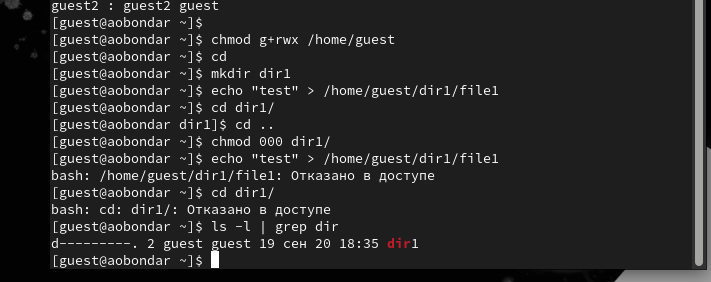 guest2 : guest2 guest
[guest@aobondar ~]$
[guest@aobondar ~]$ chmod g+rwx /home/guest
[guest@aobondar ~]$ cd
[guest@aobondar ~]$ mkdir dir1
[guest@aobondar ~]$ echo "test" > /home/guest/dir1/file1
[guest@aobondar ~]$ cd dir1/
[guest@aobondar dir1]$ cd ..
[guest@aobondar ~]$ chmod 000 dir1/
[guest@aobondar ~]$ echo "test" > /home/guest/dir1/file1
bash: /home/guest/dir1/file1: Отказано в доступе
[guest@aobondar ~]$ cd dir1/
bash: cd: dir1/: Отказано в доступе
[guest@aobondar ~]$ ls -l | grep dir
d---------. 2 guest guest 19 сен 20 18:35 dir1
[guest@aobondar ~]$